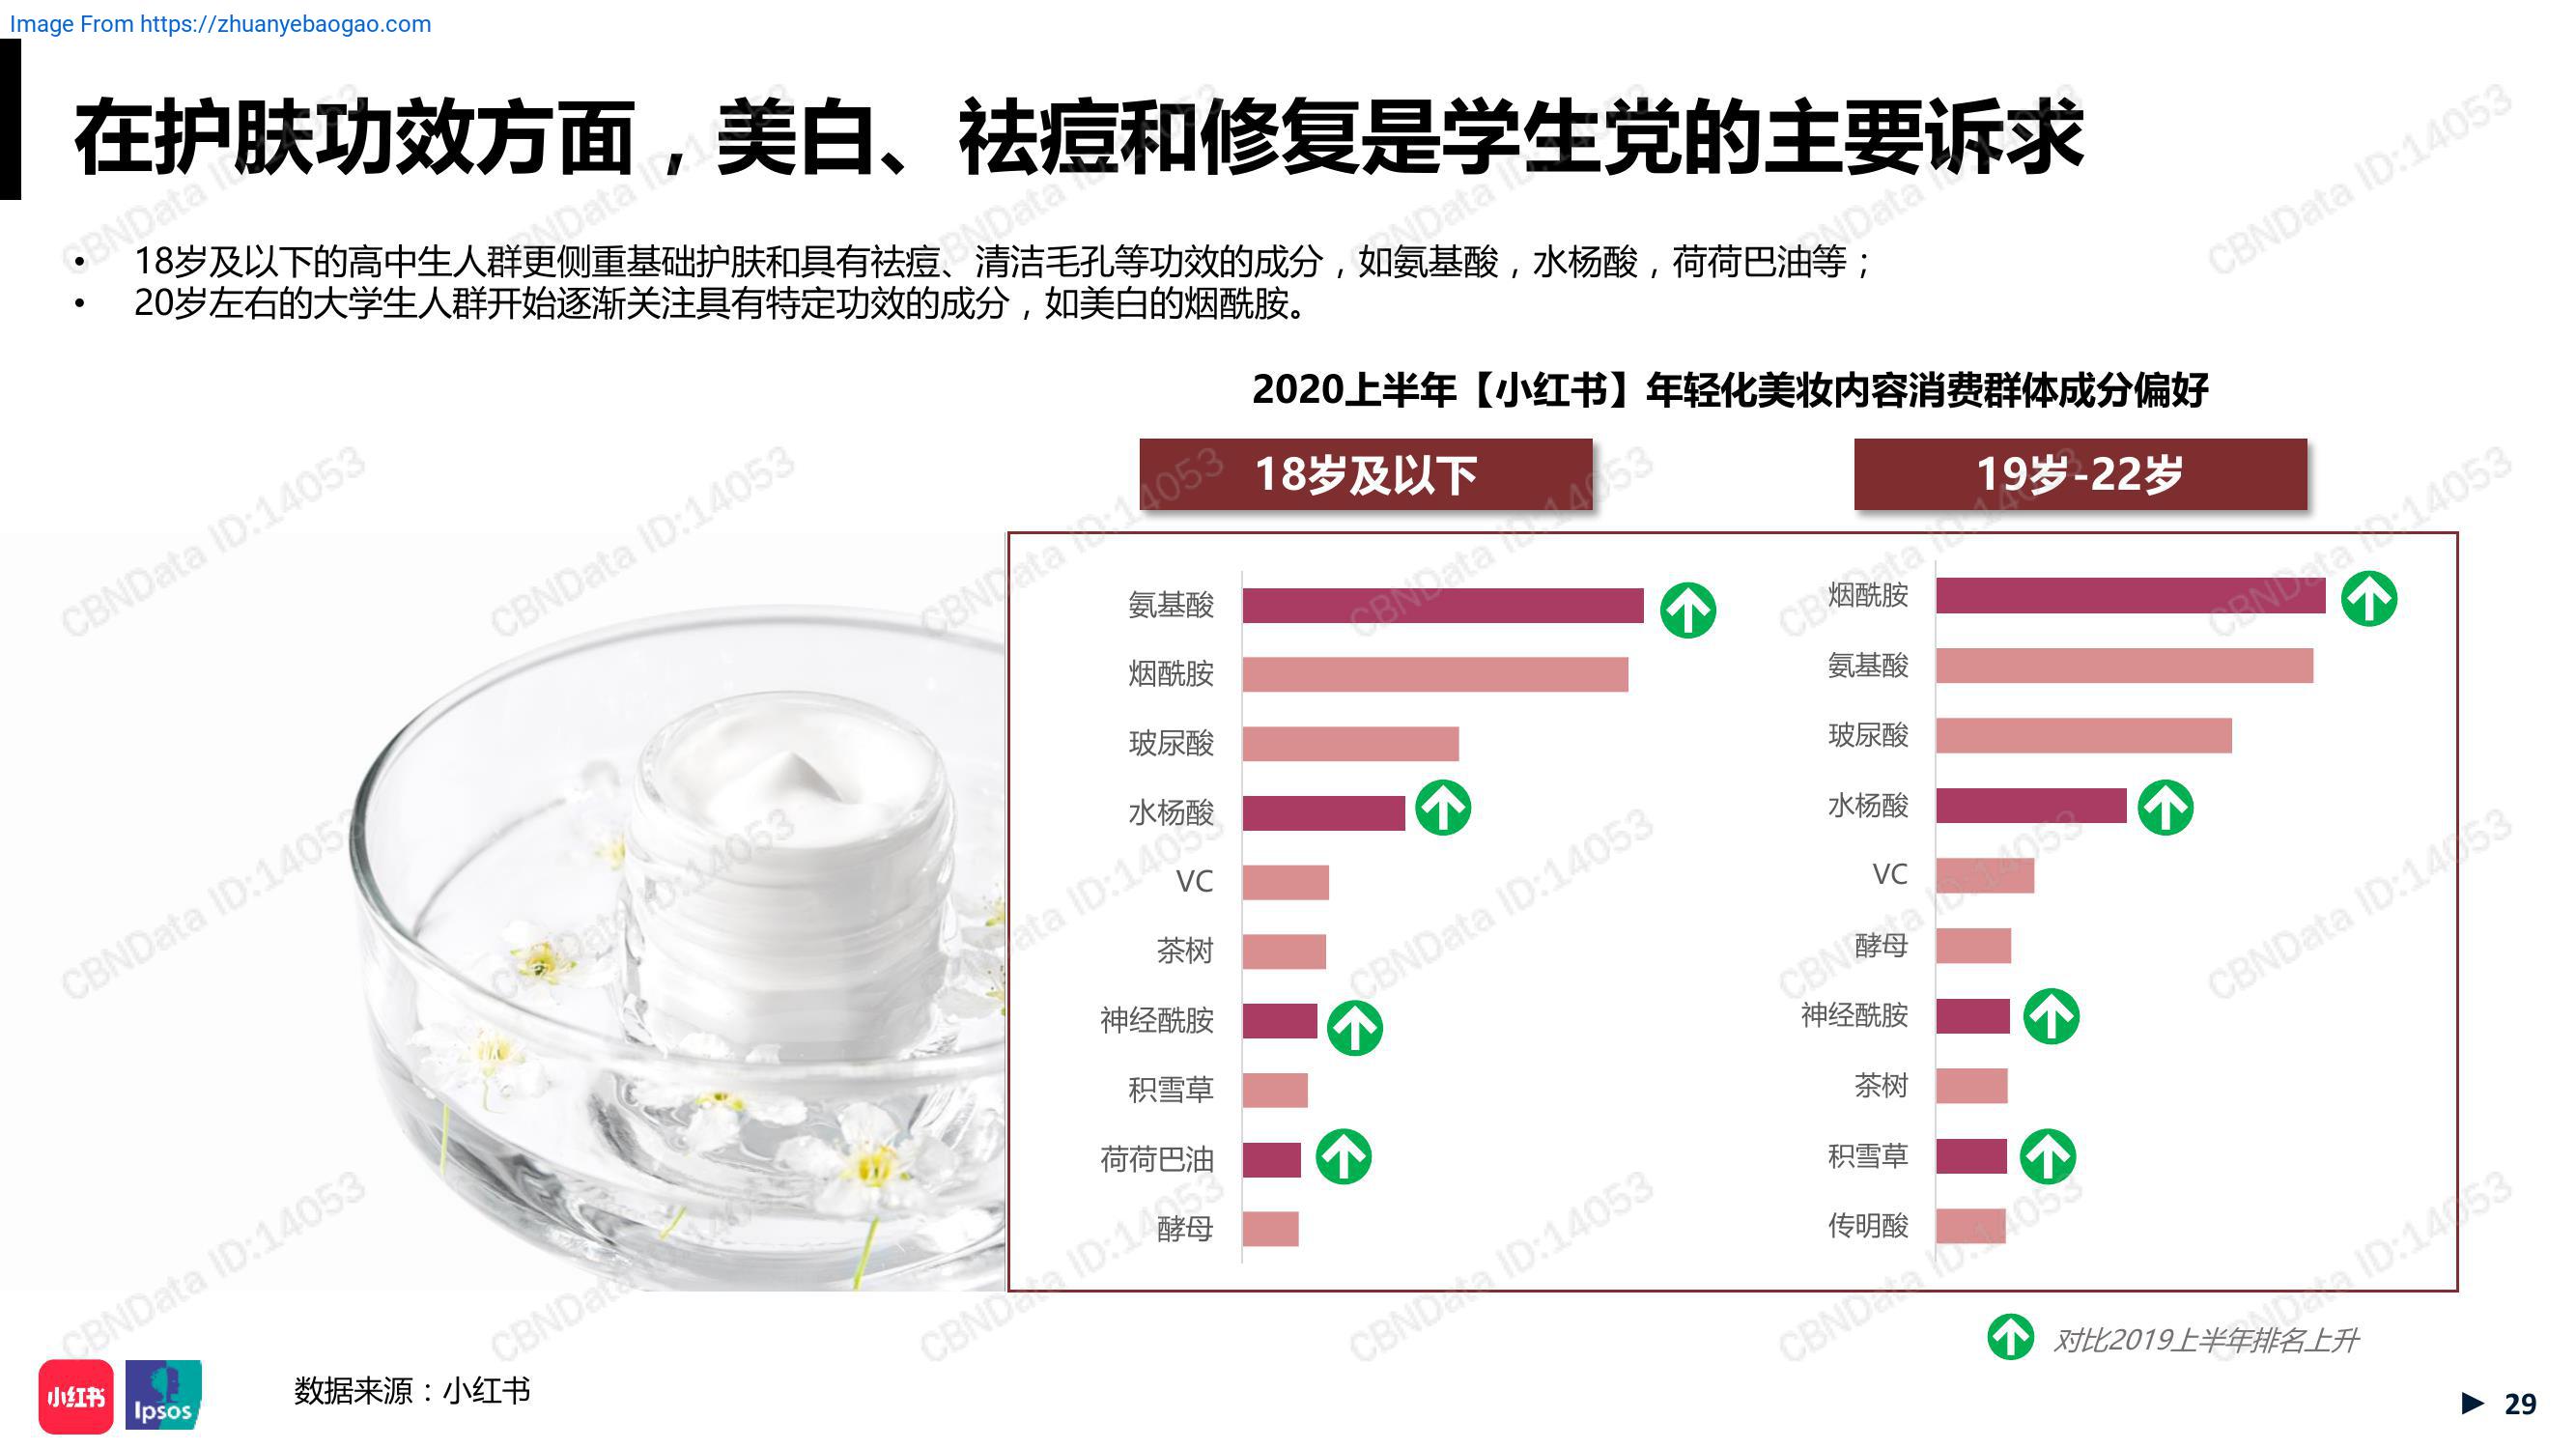 Image From https://zhuanyebaogao.com
在护肤功效方面，美白、祛痘和修复是学生党的主要诉求
• 18岁及以下的高中生人群更侧重基础护肤和具有祛痘、清洁毛孔等功效的成分，如氨基酸，水杨酸，荷荷巴油等；
• 20岁左右的大学生人群开始逐渐关注具有特定功效的成分，如美白的烟酰胺。
2020上半年【小红书】年轻化美妆内容消费群体成分偏好
18岁及以下
氨基酸
烟酰胺
玻尿酸
水杨酸
VC
茶树
神经酰胺
积雪草
荷荷巴油
酵母
19岁-22岁
烟酰胺
氨基酸
玻尿酸
水杨酸
VC
酵母
神经酰胺
茶树
积雪草
传明酸
对比2019上半年排名上升
小红书
Ipsos
数据来源：小红书
29
CBNData ID:14053